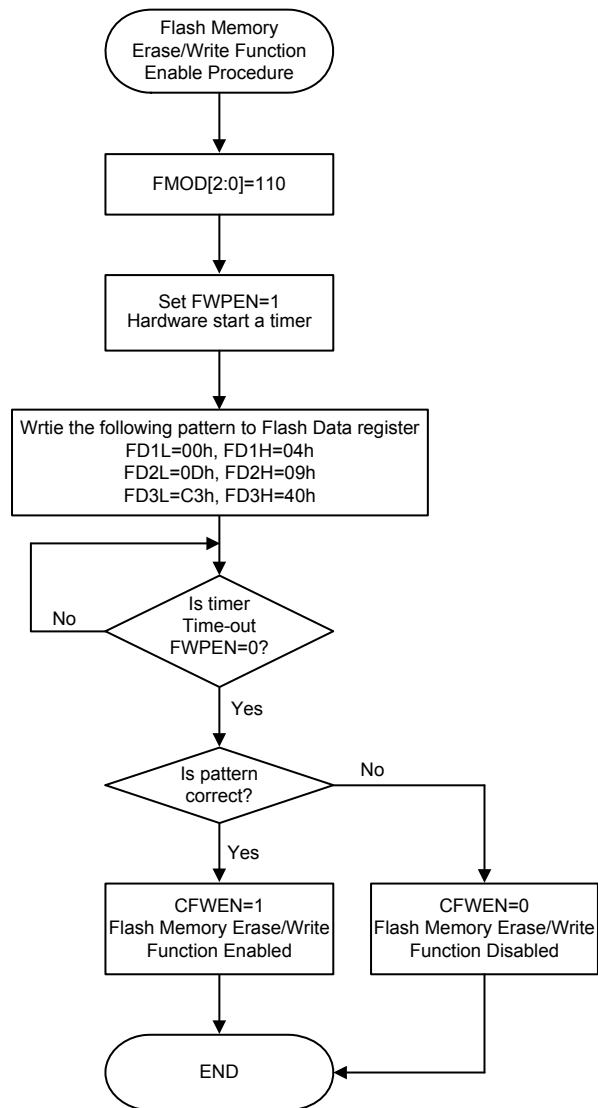 Flash Memory
Erase/Write Function
Enable Procedure
FMOD[2:0]=110
Set FWPEN=1
Hardware start a timer
Wrtie the following pattern to Flash Data register
FD1L=00h, FD1H=04h
FD2L=0Dh, FD2H=09h
FD3L=C3h, FD3H=40h
Is timer
Time-out
FWPEN=0?
No
Yes
Is pattern
correct?
No
Yes
CFWEN=1
Flash Memory Erase/Write
Function Enabled
CFWEN=0
Flash Memory Erase/Write
Function Disabled
END